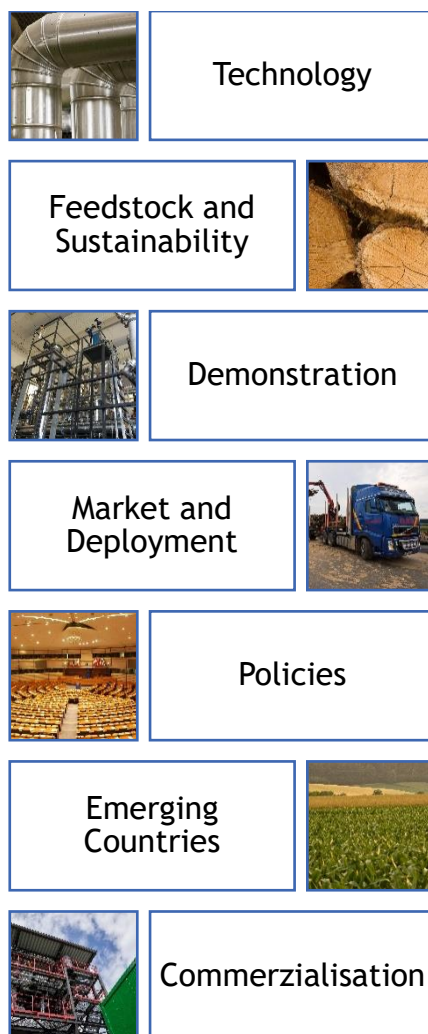 Technology
Feedstock and
Sustainability
Demonstration
Market and
Deployment
Policies
Emerging
Countries
Commerzialisation